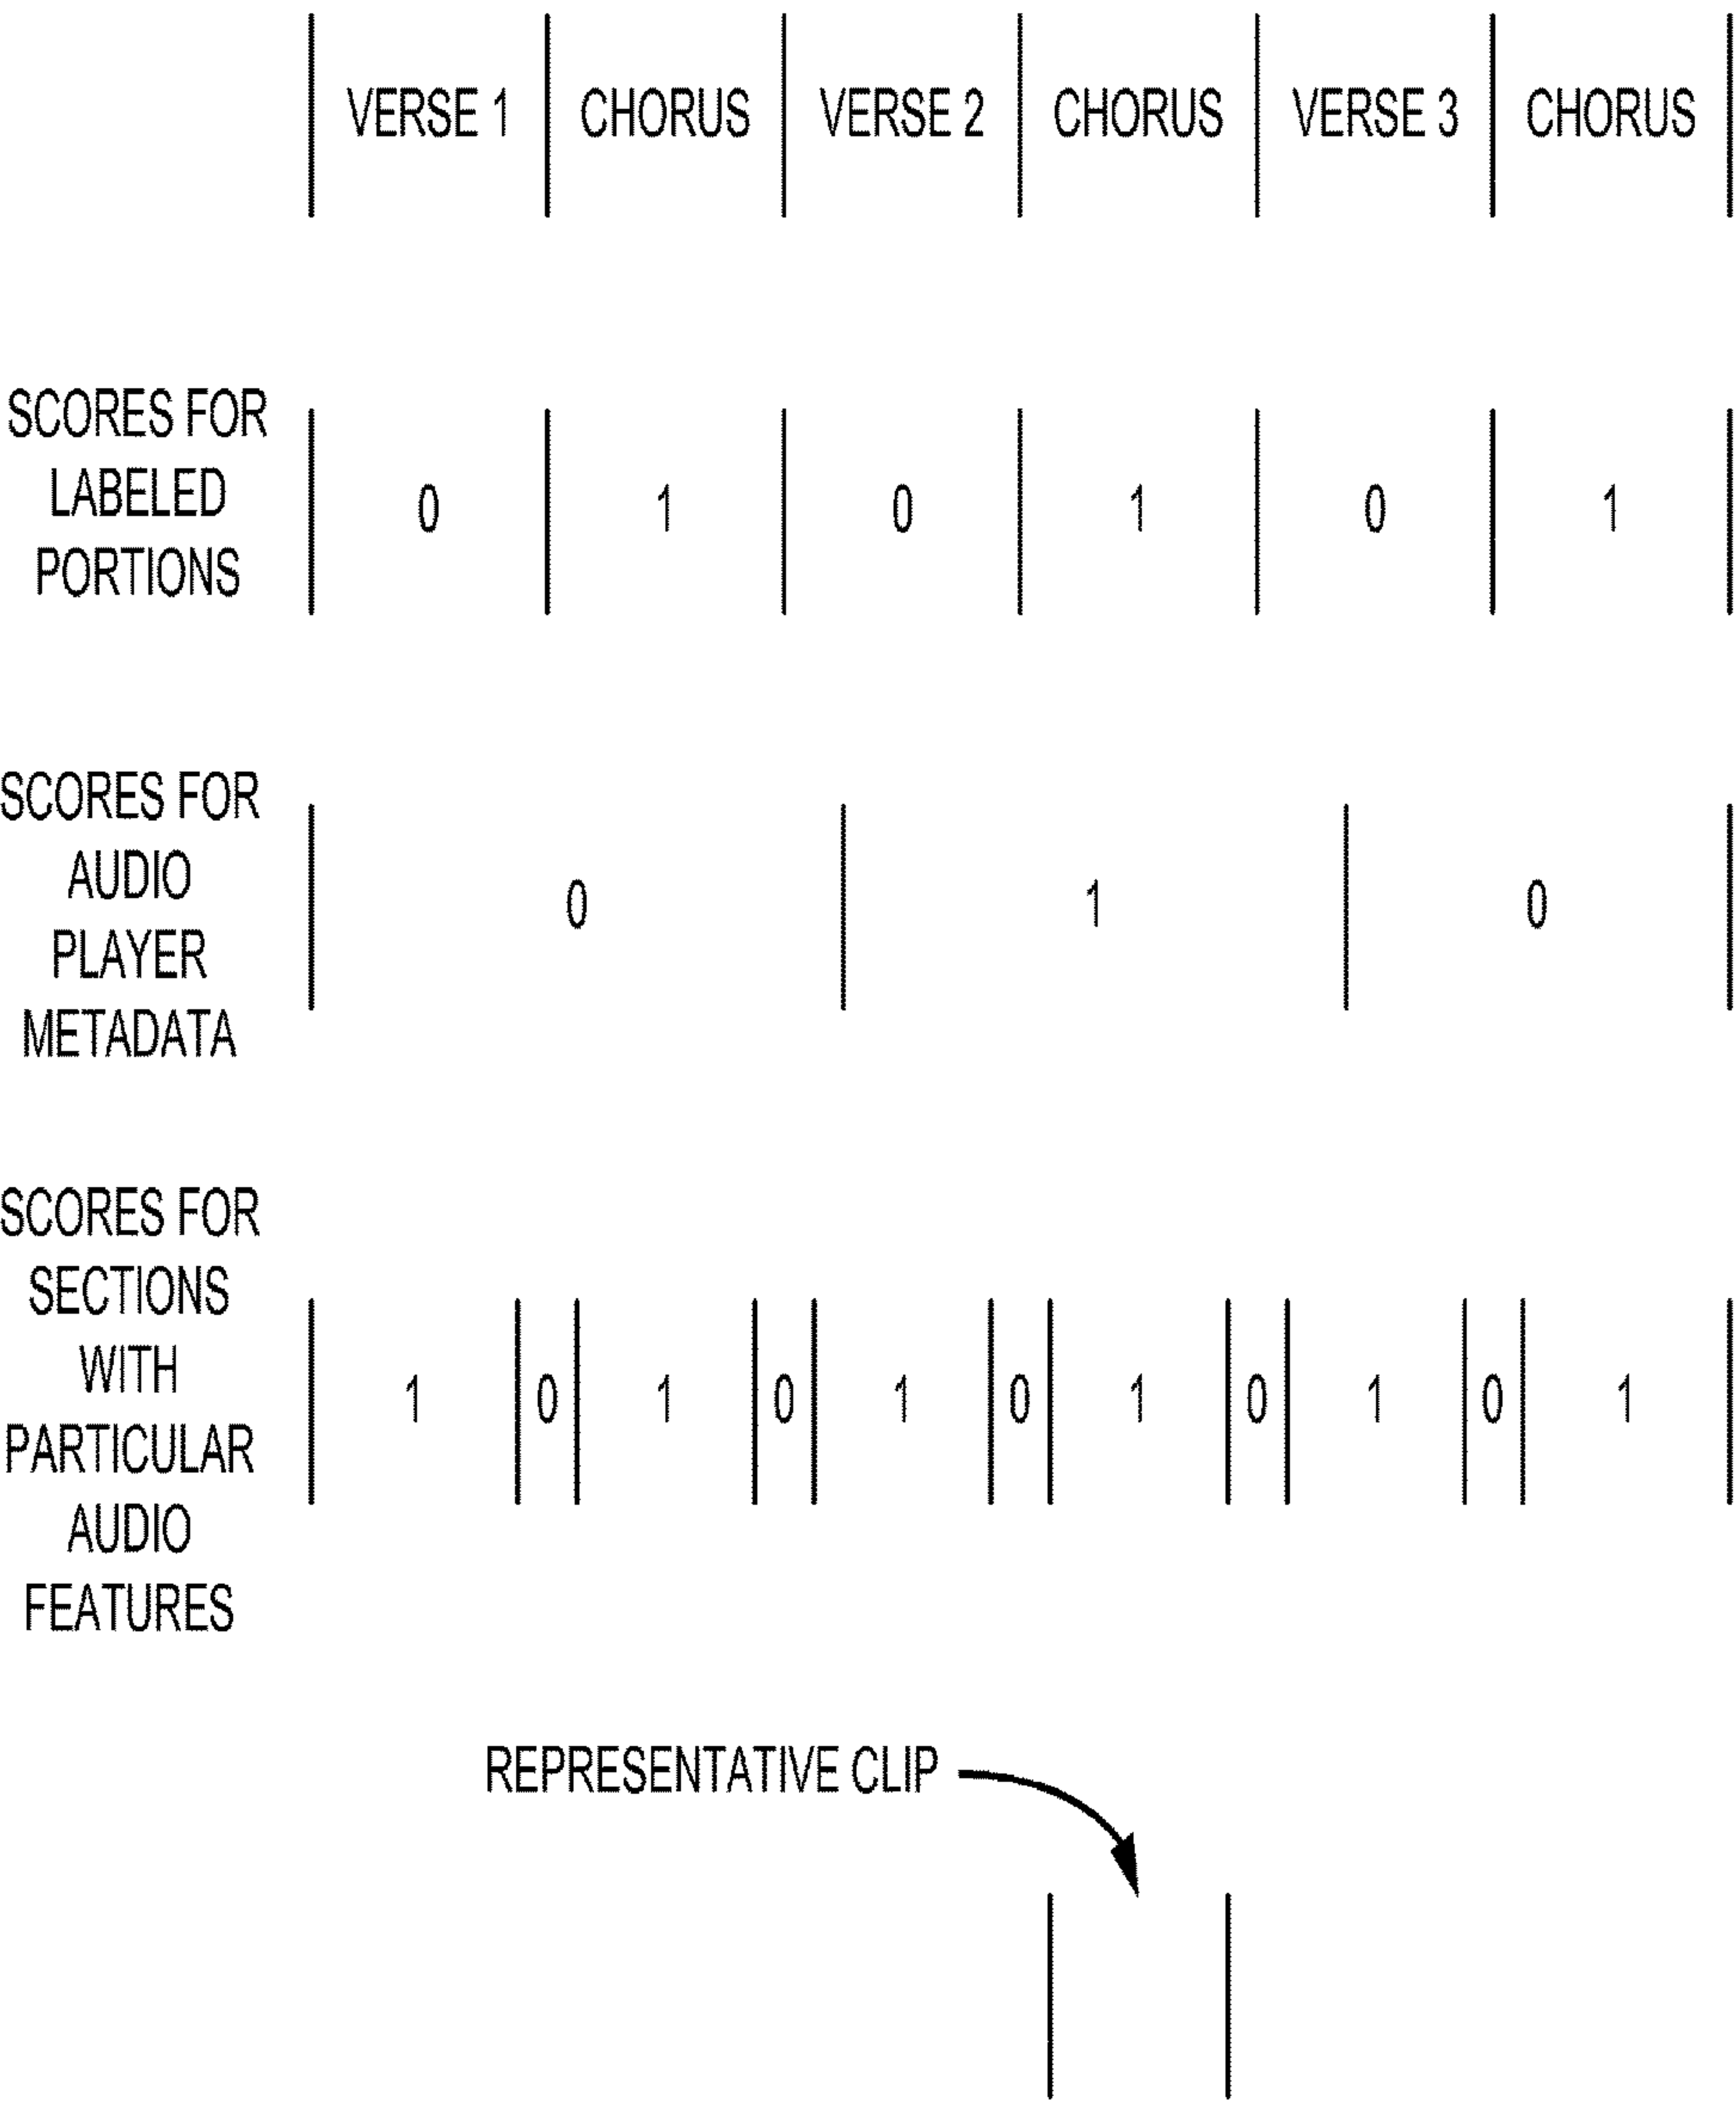 VERSE 1 CHORUS VERSE 2 CHORUS VERSE 3 CHORUS
SCORES FOR
LABELED
PORTIONS
0 1 0 1 0 1
SCORES FOR
AUDIO
PLAYER
METADATA
0 1 0
SCORES FOR
SECTIONS
WITH
PARTICULAR
AUDIO
FEATURES
1 0 1 0 1 0 1 0 1 0 1
REPRESENTATIVE CLIP